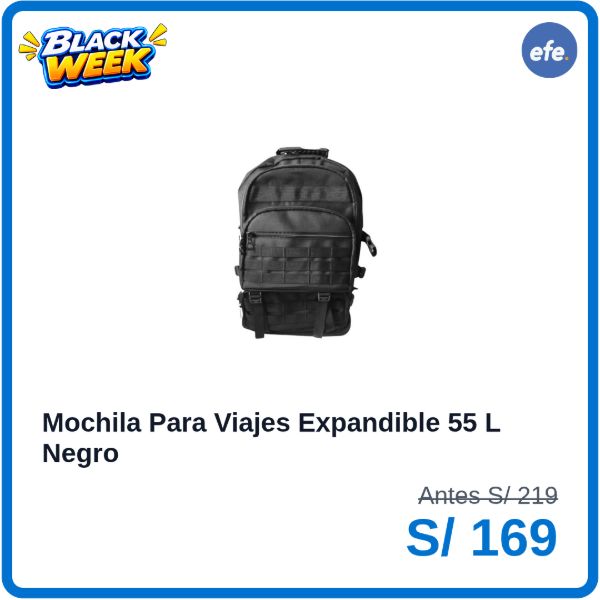 BLACK
WEEK
efe.
Mochila Para Viajes Expandible 55 L
Negro
Antes S/ 219
S/ 169